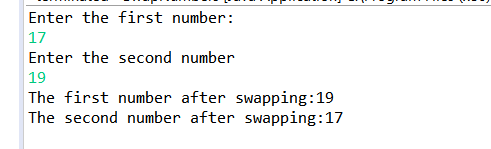 Enter the first number:
17
Enter the second number
19
The first number after swapping:19
The second number after swapping:17